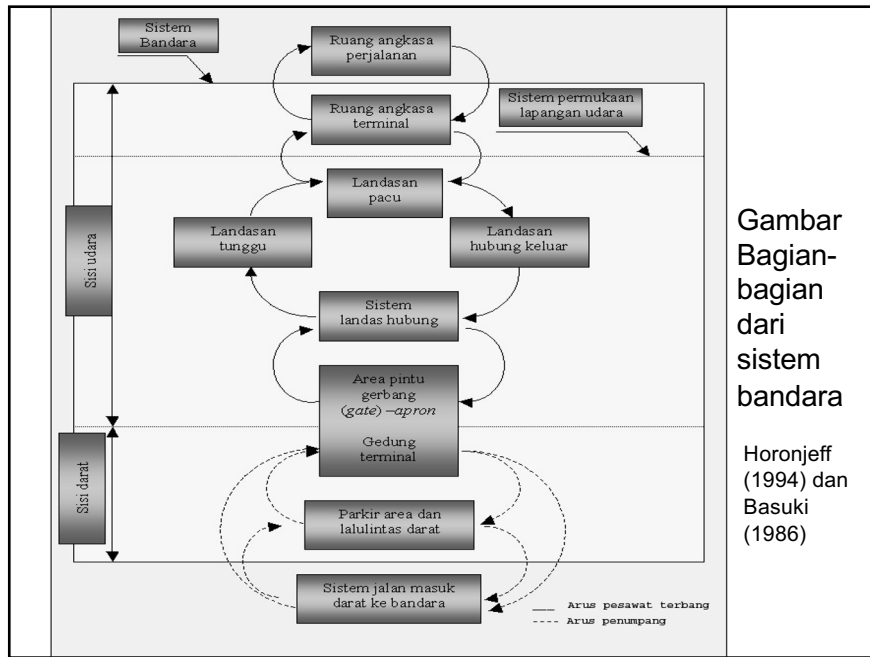 Sistem
Bandara
Ruang angkasa
perjalanan
Ruang angkasa
terminal
Sistem permukaan
lapangan udara
Landasan
pacu
Landasan
tunggu
Landasan
hubung keluar
Sisi udara
Sistem
landas hubung
Area pintu
gerbang
(gate) –apron
Gedung
terminal
Sisi darat
Parkir area dan
lalulintas darat
Sistem jalan masuk
darat ke bandara
___ Arus pesawat terbang
---- Arus penumpang
Gambar
Bagian-
bagian
dari
sistem
bandara
Horonjeff
(1994) dan
Basuki
(1986)